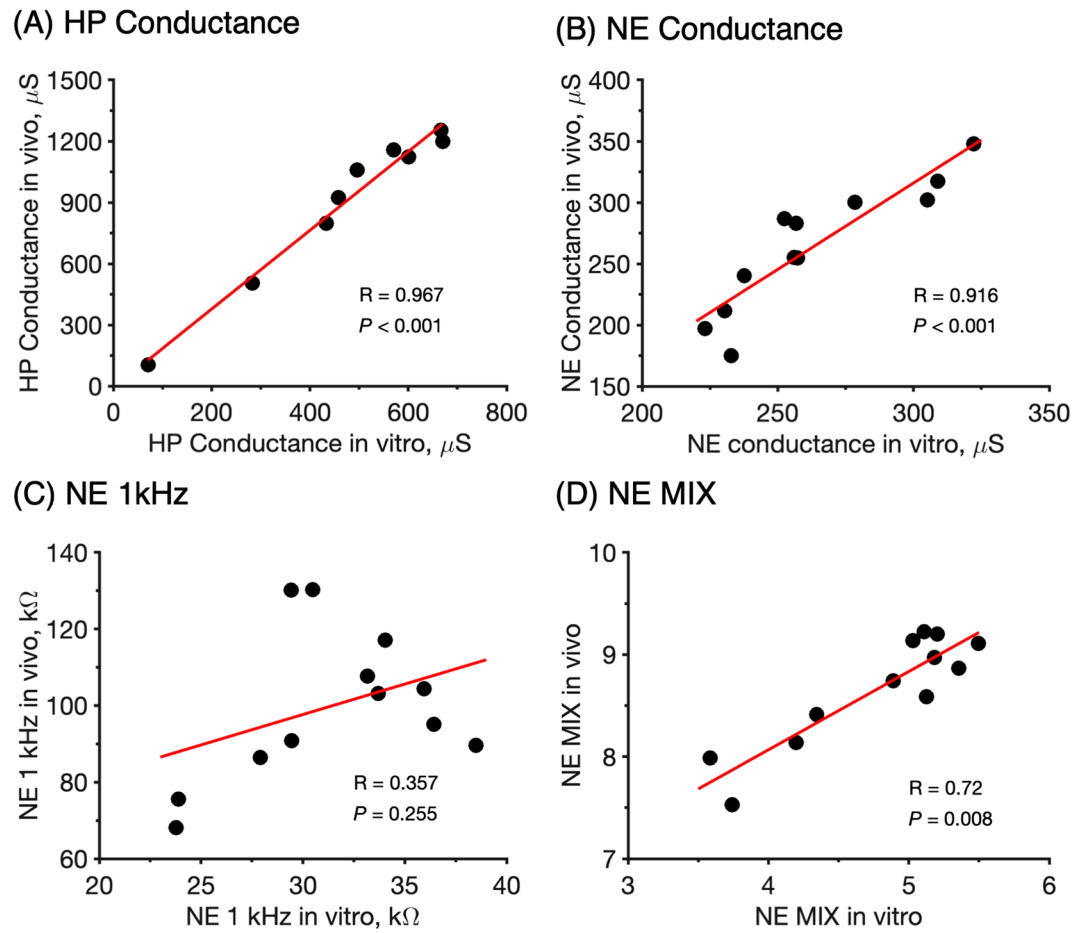 (A) HP Conductance
HP Conductance in vivo, μS
1500
1200
900
600
300
0
R = 0.967
P < 0.001
0 200 400 600 800
HP Conductance in vitro, μS
(B) NE Conductance
NE Conductance in vivo, μS
400
350
300
250
200
150
R = 0.916
P < 0.001
200 250 300 350
NE conductance in vitro, μS
(C) NE 1kHz
NE 1 kHz in vivo, kΩ
140
120
100
80
60
R = 0.357
P = 0.255
20 25 30 35 40
NE 1 kHz in vitro, kΩ
(D) NE MIX
NE MIX in vivo
10
9
8
7
R = 0.72
P = 0.008
3 4 5 6
NE MIX in vitro